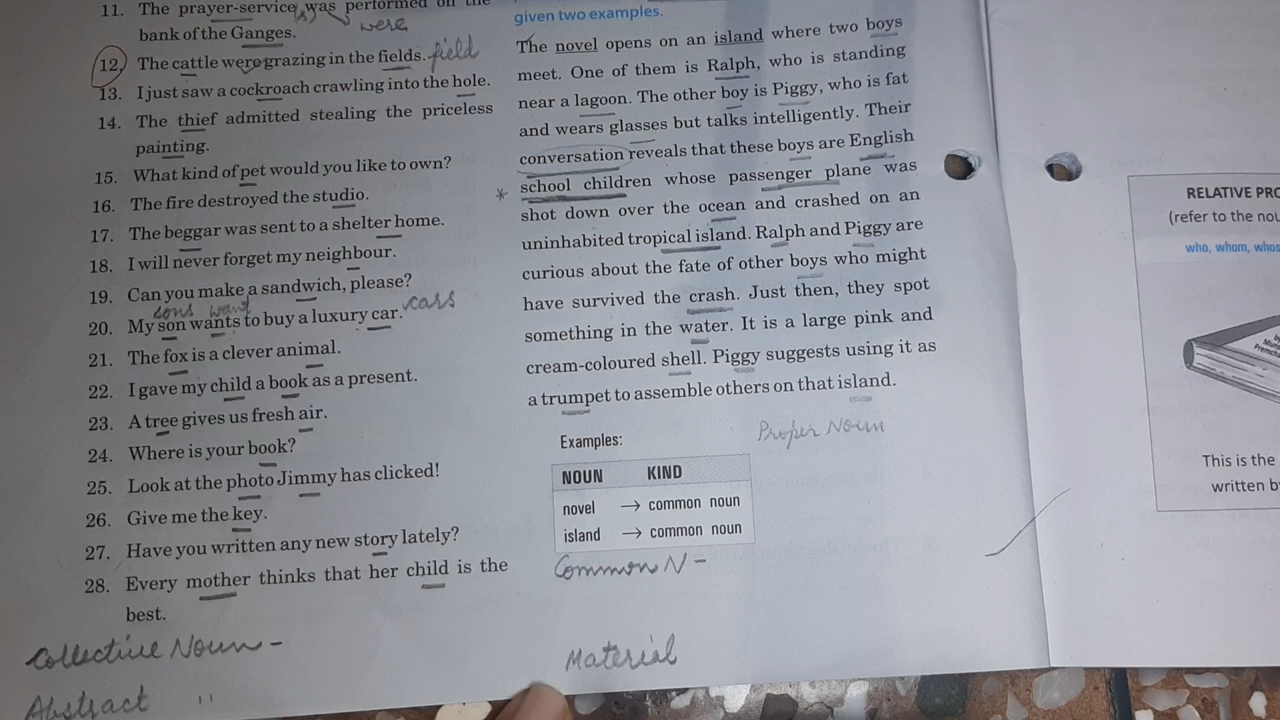 11. The prayer-service was performed on the
(s)
were
bank of the Ganges.
12. The cattle were grazing in the fields. field
13. I just saw a cockroach crawling into the hole.
14. The thief admitted stealing the priceless
painting.
15. What kind of pet would you like to own?
16. The fire destroyed the studio.
17. The beggar was sent to a shelter home.
18. I will never forget my neighbour.
19. Can you make a sandwich, please?
sons want cars
20. My son wants to buy a luxury car.
21. The fox is a clever animal.
22. I gave my child a book as a present.
23. A tree gives us fresh air.
24. Where is your book?
25. Look at the photo Jimmy has clicked!
26. Give me the key.
27. Have you written any new story lately?
28. Every mother thinks that her child is the
best.
Collective Noun -
Abstract "
given two examples.
The novel opens on an island where two boys
meet. One of them is Ralph, who is standing
near a lagoon. The other boy is Piggy, who is fat
and wears glasses but talks intelligently. Their
conversation reveals that these boys are English
* school children whose passenger plane was
shot down over the ocean and crashed on an
uninhabited tropical island. Ralph and Piggy are
curious about the fate of other boys who might
have survived the crash. Just then, they spot
something in the water. It is a large pink and
cream-coloured shell. Piggy suggests using it as
a trumpet to assemble others on that island.
Proper Noun
Examples:
NOUN KIND
novel → common noun
island → common noun
Common N -
Material
RELATIVE PRO
(refer to the nou
who, whom, whos
by
Muns
Premch
This is the
written b